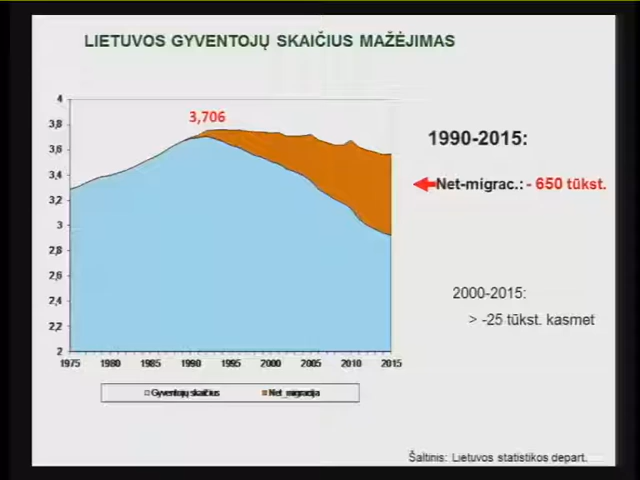 LIETUVOS GYVENTOJŲ SKAIČIUS MAŽĖJIMAS
4
3,8
3,6
3,4
3,2
3
2,8
2,6
2,4
2,2
2
3,706
1975 1980 1985 1990 1995 2000 2005 2010 2015
Gyventojų skaičius Net_migracija
1990-2015:
Net-migrac.: - 650 tūkst.
2000-2015:
> -25 tūkst. kasmet
Šaltinis: Lietuvos statistikos depart.